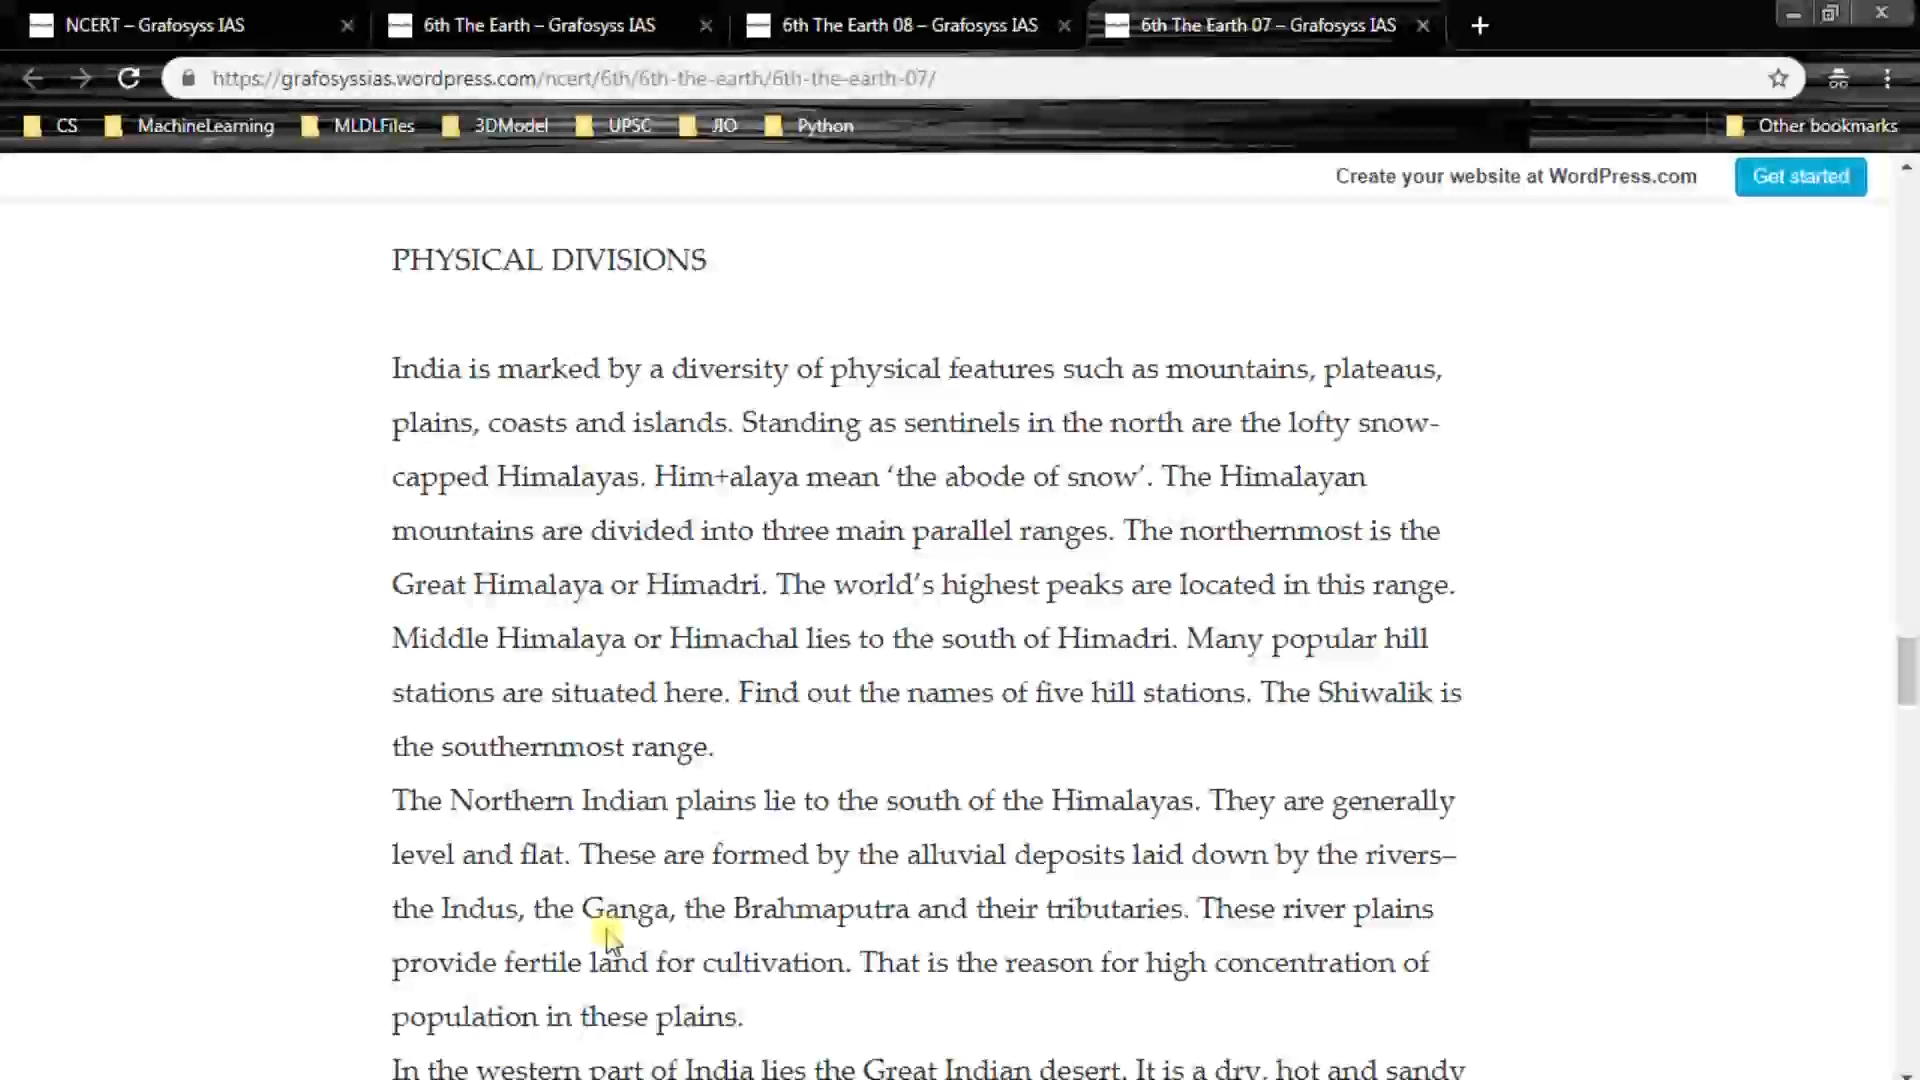 NCERT – Grafosyss IAS
6th The Earth – Grafosyss IAS
6th The Earth 08 – Grafosyss IAS
6th The Earth 07 – Grafosyss IAS
https://grafosyssias.wordpress.com/ncert/6th/6th-the-earth/6th-the-earth-07/
CS MachineLearning MLDLFiles 3DModel UPSC JIO Python Other bookmarks
Create your website at WordPress.com Get started
PHYSICAL DIVISIONS
India is marked by a diversity of physical features such as mountains, plateaus,
plains, coasts and islands. Standing as sentinels in the north are the lofty snow-
capped Himalayas. Him+alaya mean ‘the abode of snow’. The Himalayan
mountains are divided into three main parallel ranges. The northernmost is the
Great Himalaya or Himadri. The world’s highest peaks are located in this range.
Middle Himalaya or Himachal lies to the south of Himadri. Many popular hill
stations are situated here. Find out the names of five hill stations. The Shiwalik is
the southernmost range.
The Northern Indian plains lie to the south of the Himalayas. They are generally
level and flat. These are formed by the alluvial deposits laid down by the rivers–
the Indus, the Ganga, the Brahmaputra and their tributaries. These river plains
provide fertile land for cultivation. That is the reason for high concentration of
population in these plains.
In the western part of India lies the Great Indian desert. It is a dry, hot and sandy